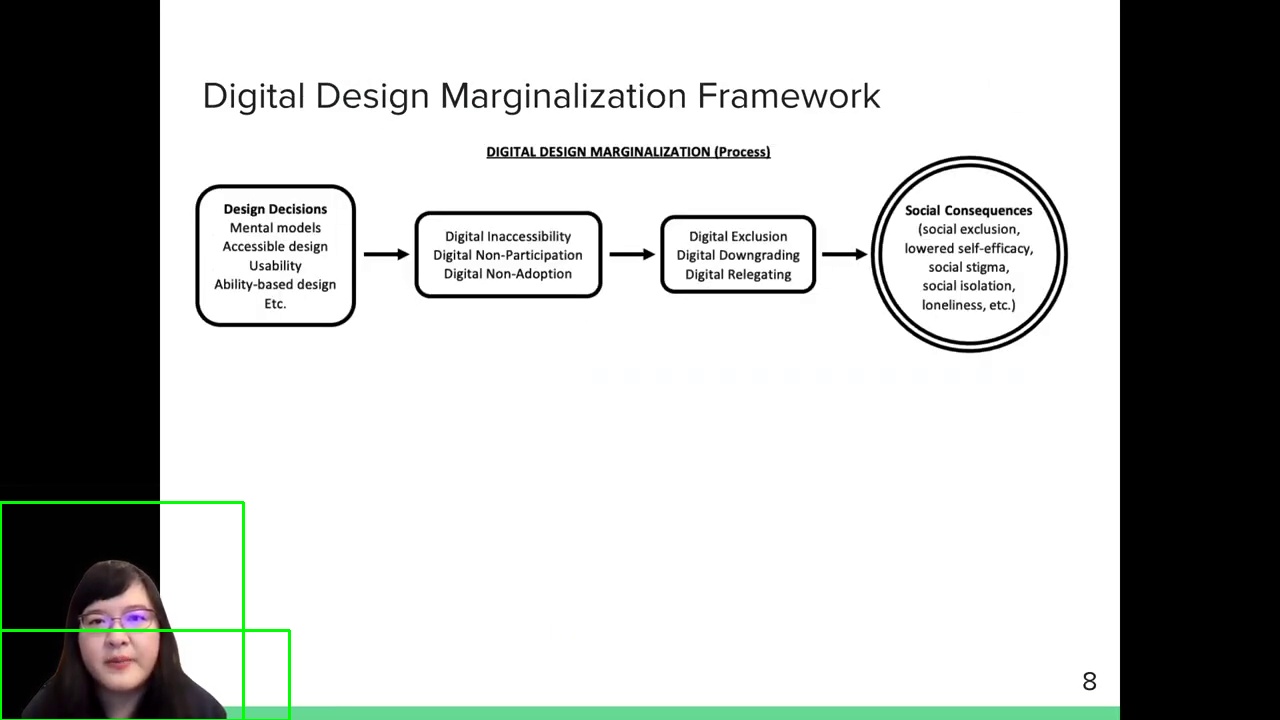 Digital Design Marginalization Framework
DIGITAL DESIGN MARGINALIZATION (Process)
Design Decisions
Mental models
Accessible design
Usability
Ability-based design
Etc.
Digital Inaccessibility
Digital Non-Participation
Digital Non-Adoption
Digital Exclusion
Digital Downgrading
Digital Relegating
Social Consequences
(social exclusion,
lowered self-efficacy,
social stigma,
social isolation,
loneliness, etc.)
8